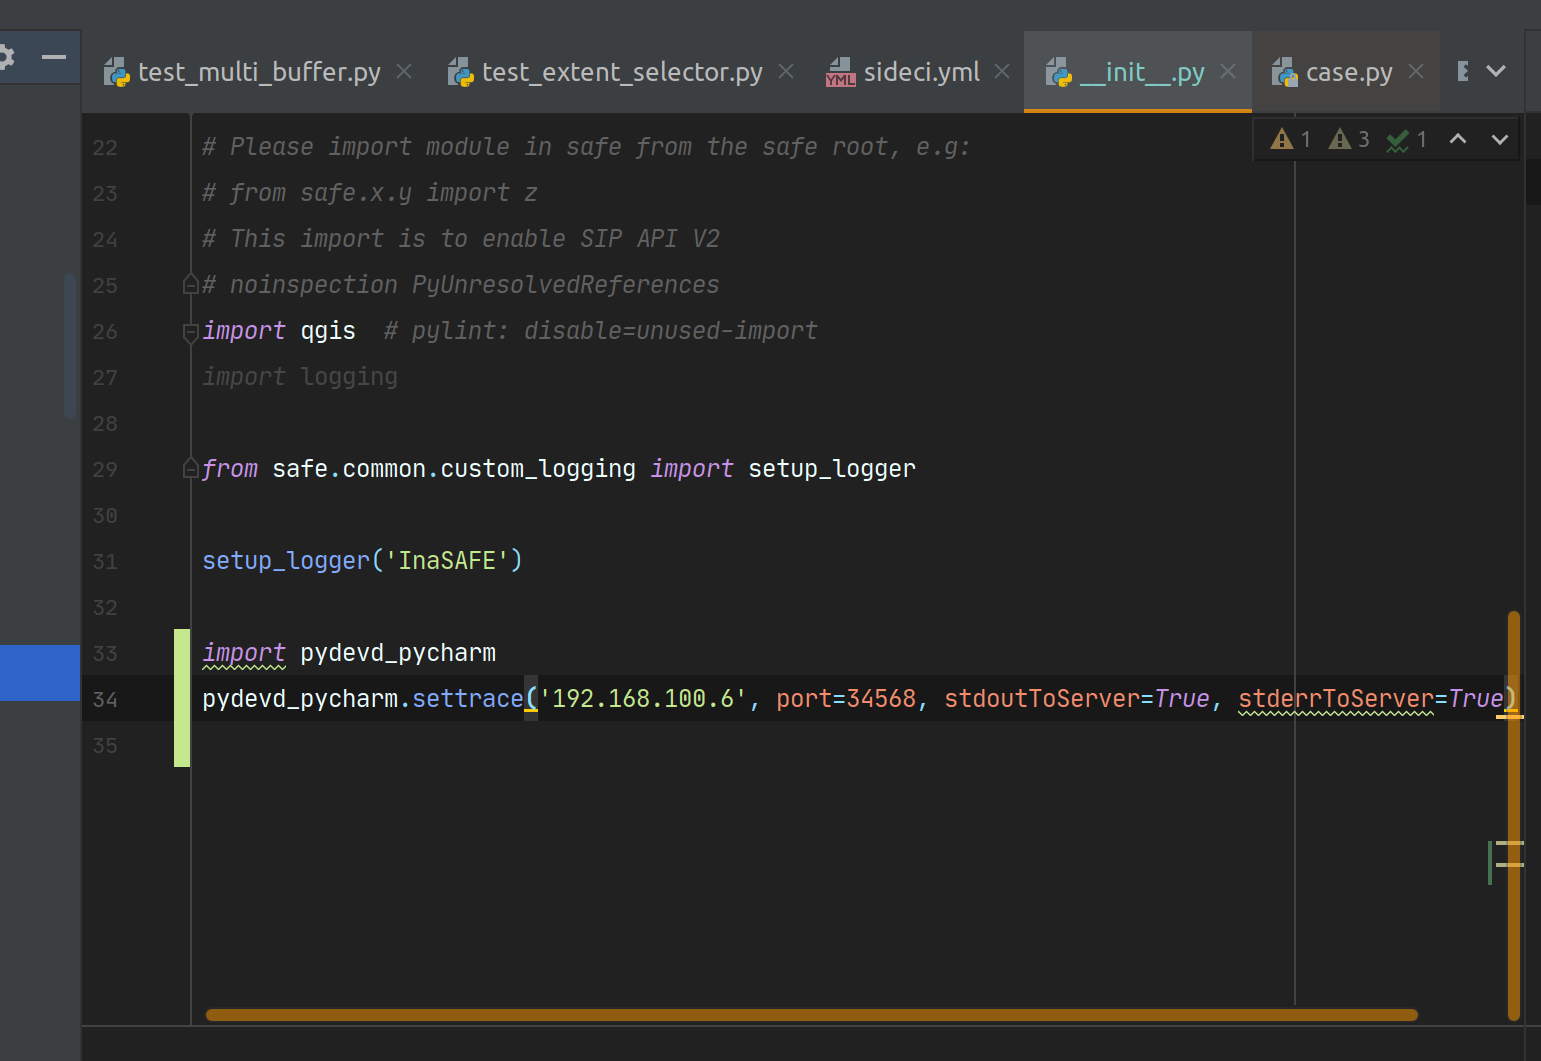 test_multi_buffer.py test_extent_selector.py YML sideci.yml __init__.py case.py
1 3 1
22 # Please import module in safe from the safe root, e.g:
23 # from safe.x.y import z
24 # This import is to enable SIP API V2
25 # noinspection PyUnresolvedReferences
26 import qgis  # pylint: disable=unused-import
27 import logging
28
29 from safe.common.custom_logging import setup_logger
30
31 setup_logger('InaSAFE')
32
33 import pydevd_pycharm
34 pydevd_pycharm.settrace('192.168.100.6', port=34568, stdoutToServer=True, stderrToServer=True)
35